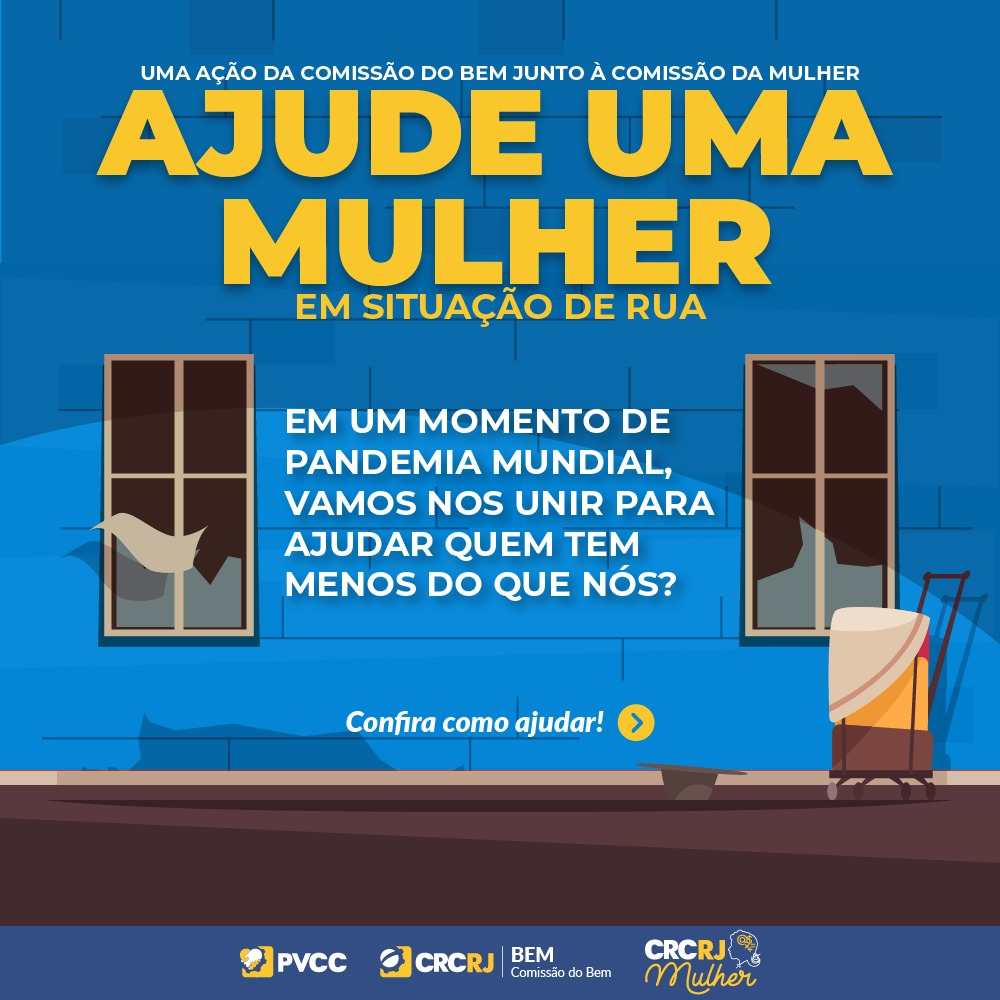 UMA AÇÃO DA COMISSÃO DO BEM JUNTO À COMISSÃO DA MULHER
AJUDE UMA
MULHER
EM SITUAÇÃO DE RUA
EM UM MOMENTO DE
PANDEMIA MUNDIAL,
VAMOS NOS UNIR PARA
AJUDAR QUEM TEM
MENOS DO QUE NÓS?
Confira como ajudar!
PVCC
CRCRJ
BEM
Comissão do Bem
CRCRJ
Mulher